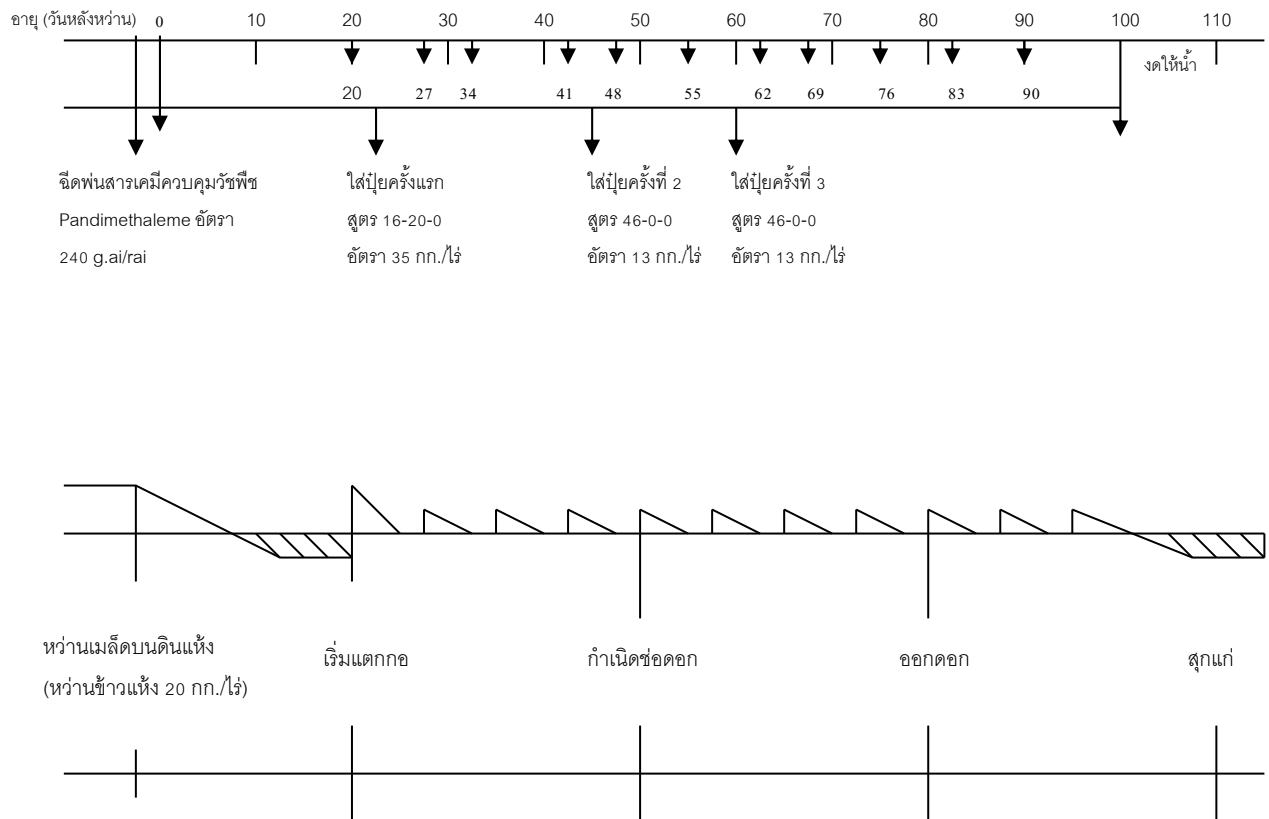 อายุ (วันหลังหว่าน) 0 10 20 30 40 50 60 70 80 90 100 110
งดให้น้ำ
20 27 34 41 48 55 62 69 76 83 90
ฉีดพ่นสารเคมีควบคุมวัชพืช ใส่ปุ๋ยครั้งแรก ใส่ปุ๋ยครั้งที่ 2 ใส่ปุ๋ยครั้งที่ 3
Pandimethaleme อัตรา สูตร 16-20-0 สูตร 46-0-0 สูตร 46-0-0
240 g.ai/rai อัตรา 35 กก./ไร่ อัตรา 13 กก./ไร่ อัตรา 13 กก./ไร่
หว่านเมล็ดบนดินแห้ง เริ่มแตกกอ กำเนิดช่อดอก ออกดอก สุกแก่
(หว่านข้าวแห้ง 20 กก./ไร่)